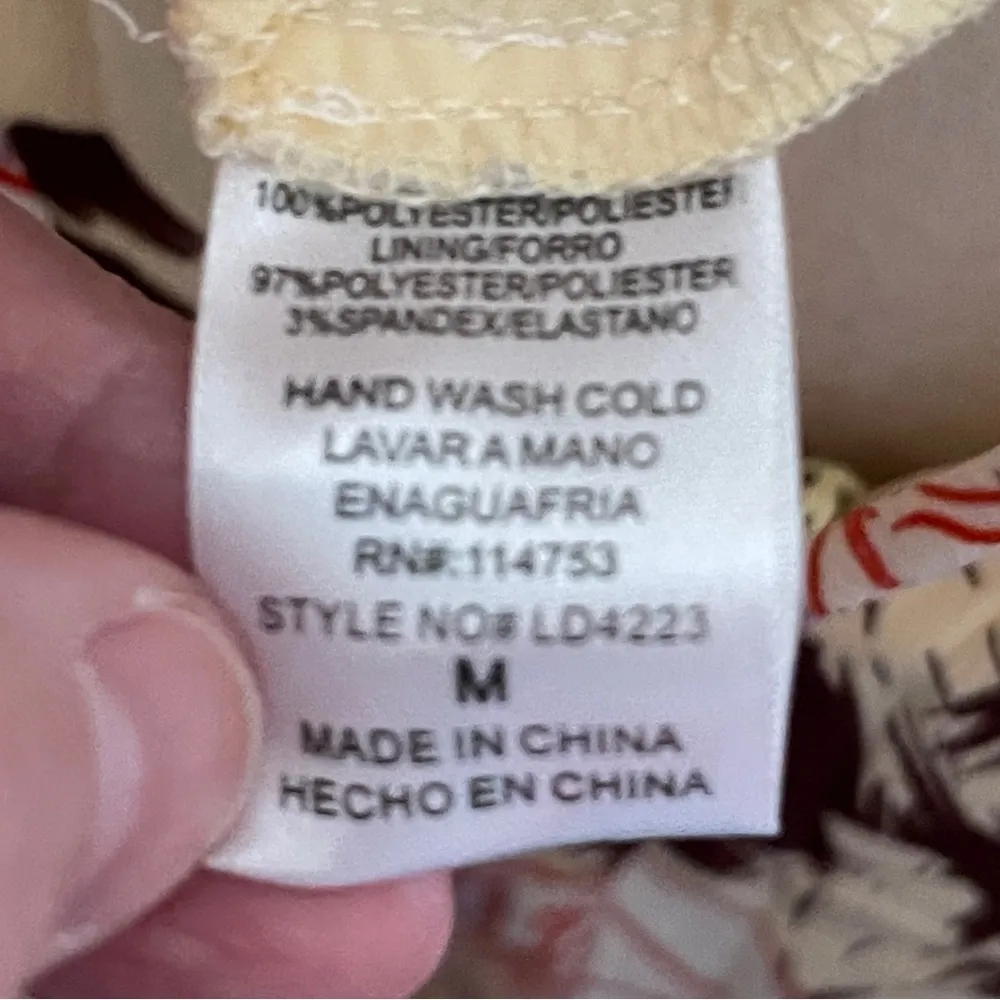 100%POLYESTER/POLIESTER
LINING/FORRO
97%POLYESTER/POLIESTER
3%SPANDEX/ELASTANO
HAND WASH COLD
LAVAR A MANO
ENAGUAFRIA
RN#:114753
STYLE NO# LD4223
M
MADE IN CHINA
HECHO EN CHINA